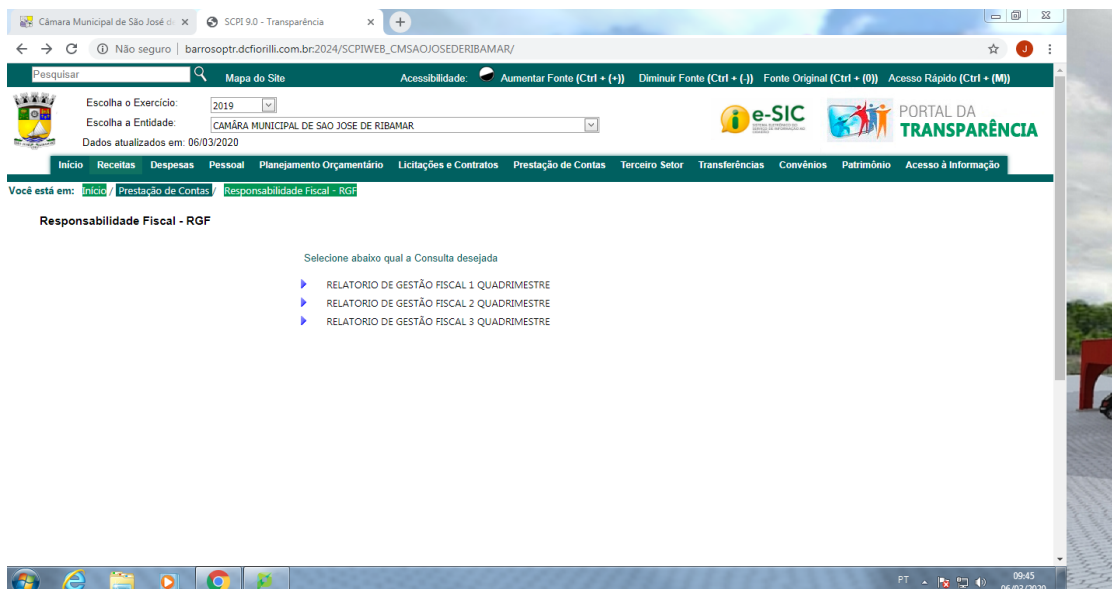 Câmara Municipal de São José d
SCPI 9.0 - Transparência
Não seguro | barrosoptr.dcfiorilli.com.br:2024/SCPIWEB_CMSAOJOSEDERIBAMAR/
J
Pesquisar
Mapa do Site
Acessibilidade:
Aumentar Fonte (Ctrl + (+))
Diminuir Fonte (Ctrl + (-))
Fonte Original (Ctrl + (0))
Acesso Rápido (Ctrl + (M))
Escolha o Exercício: 2019
Escolha a Entidade: CAMÂRA MUNICIPAL DE SAO JOSE DE RIBAMAR
Dados atualizados em: 06/03/2020
e-SIC
PORTAL DA
TRANSPARÊNCIA
Início Receitas Despesas Pessoal Planejamento Orçamentário Licitações e Contratos Prestação de Contas Terceiro Setor Transferências Convênios Patrimônio Acesso à Informação
Você está em: Início / Prestação de Contas / Responsabilidade Fiscal - RGF
Responsabilidade Fiscal - RGF
Selecione abaixo qual a Consulta desejada
RELATORIO DE GESTÃO FISCAL 1 QUADRIMESTRE
RELATORIO DE GESTÃO FISCAL 2 QUADRIMESTRE
RELATORIO DE GESTÃO FISCAL 3 QUADRIMESTRE
PT
09:45
06/03/2020